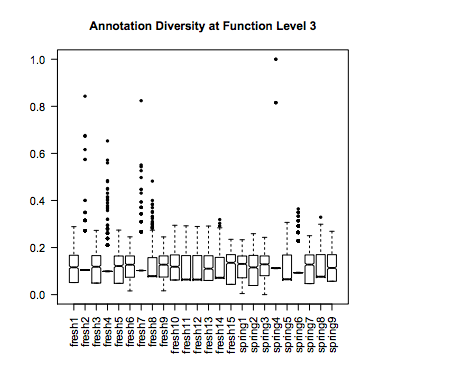 Annotation Diversity at Function Level 3
1.0
0.8
0.6
0.4
0.2
0.0
fresh1
fresh2
fresh3
fresh4
fresh5
fresh6
fresh7
fresh8
fresh9
fresh10
fresh11
fresh12
fresh13
fresh14
fresh15
spring1
spring2
spring3
spring4
spring5
spring6
spring7
spring8
spring9